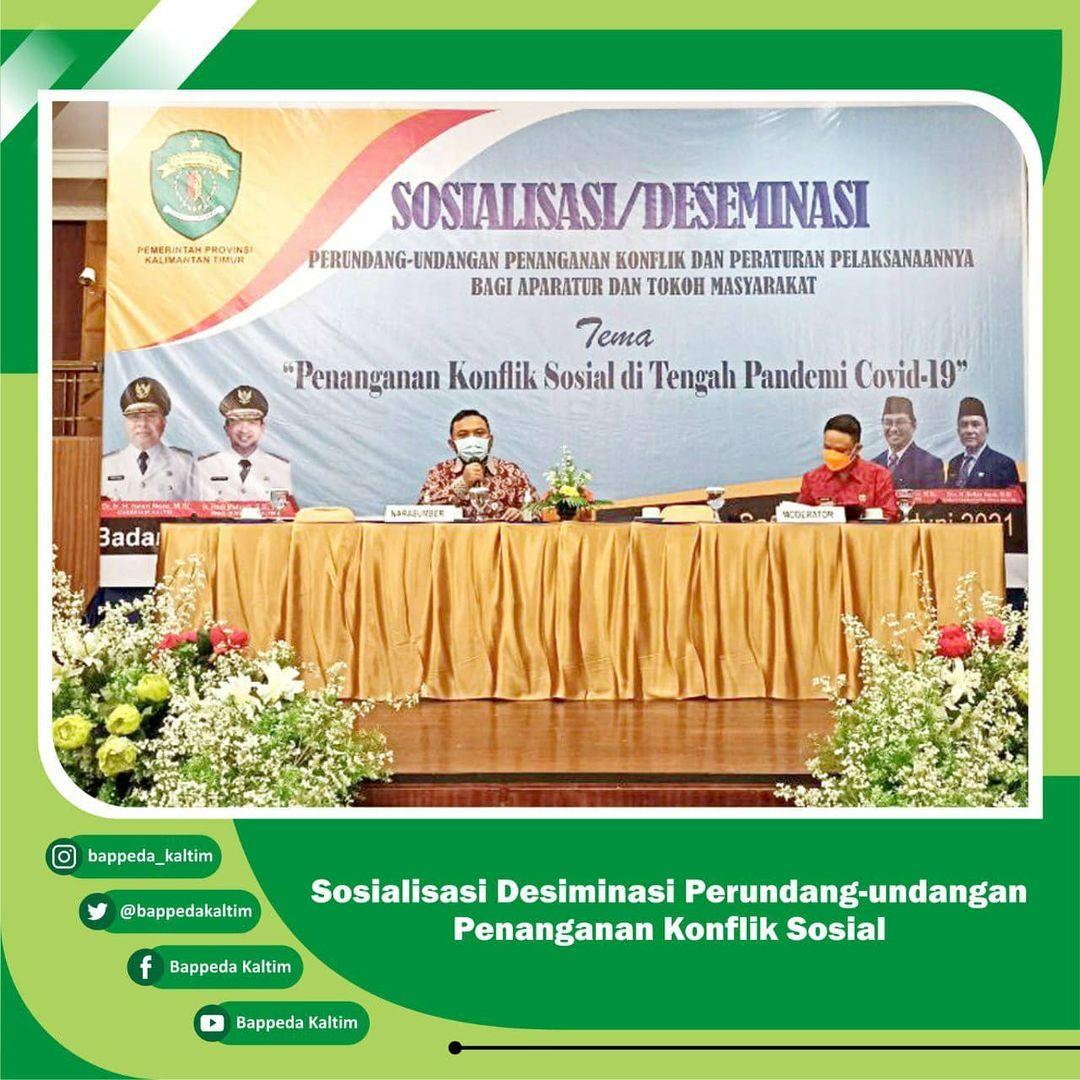 PEMERINTAH PROVINSI
KALIMANTAN TIMUR
SOSIALISASI/DESEMINASI
PERUNDANG-UNDANGAN PENANGANAN KONFLIK DAN PERATURAN PELAKSANAANNYA
BAGI APARATUR DAN TOKOH MASYARAKAT
Tema
“Penanganan Konflik Sosial di Tengah Pandemi Covid-19”
NARASUMBER
MODERATOR
2021
bappeda_kaltim
@bappedakaltim
Bappeda Kaltim
Bappeda Kaltim
Sosialisasi Desiminasi Perundang-undangan
Penanganan Konflik Sosial